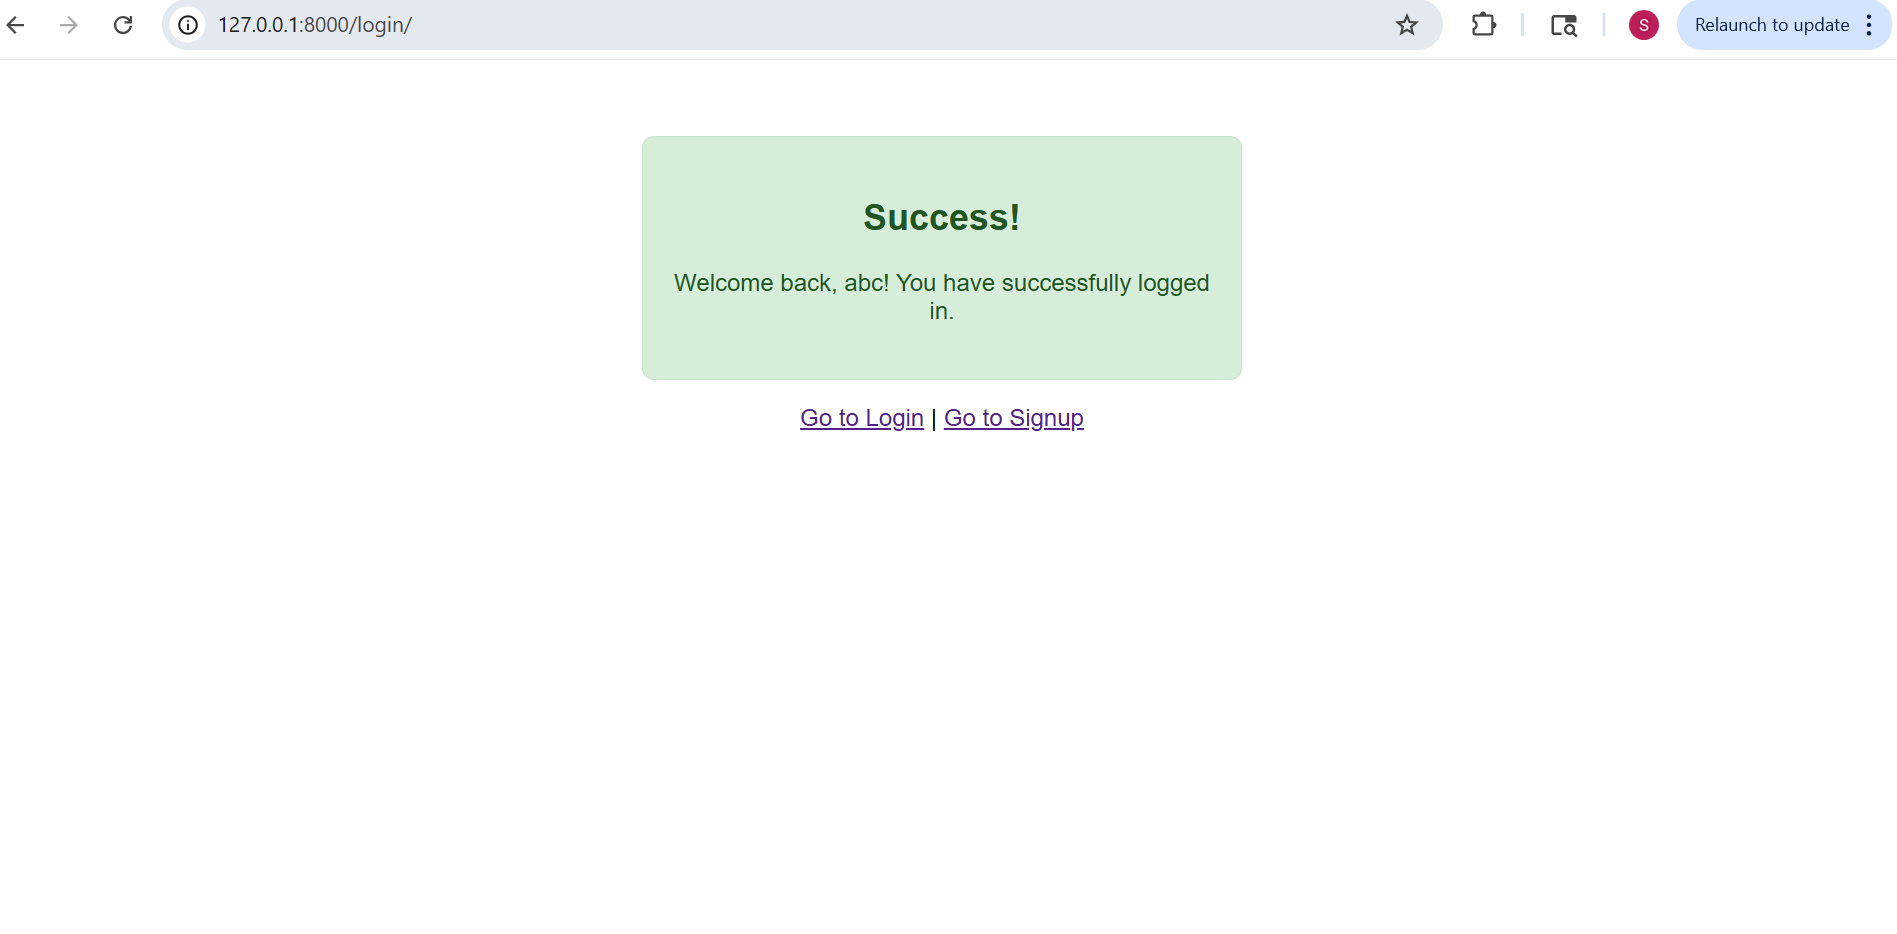 127.0.0.1:8000/login/
S
Relaunch to update
Success!
Welcome back, abc! You have successfully logged
in.
Go to Login | Go to Signup